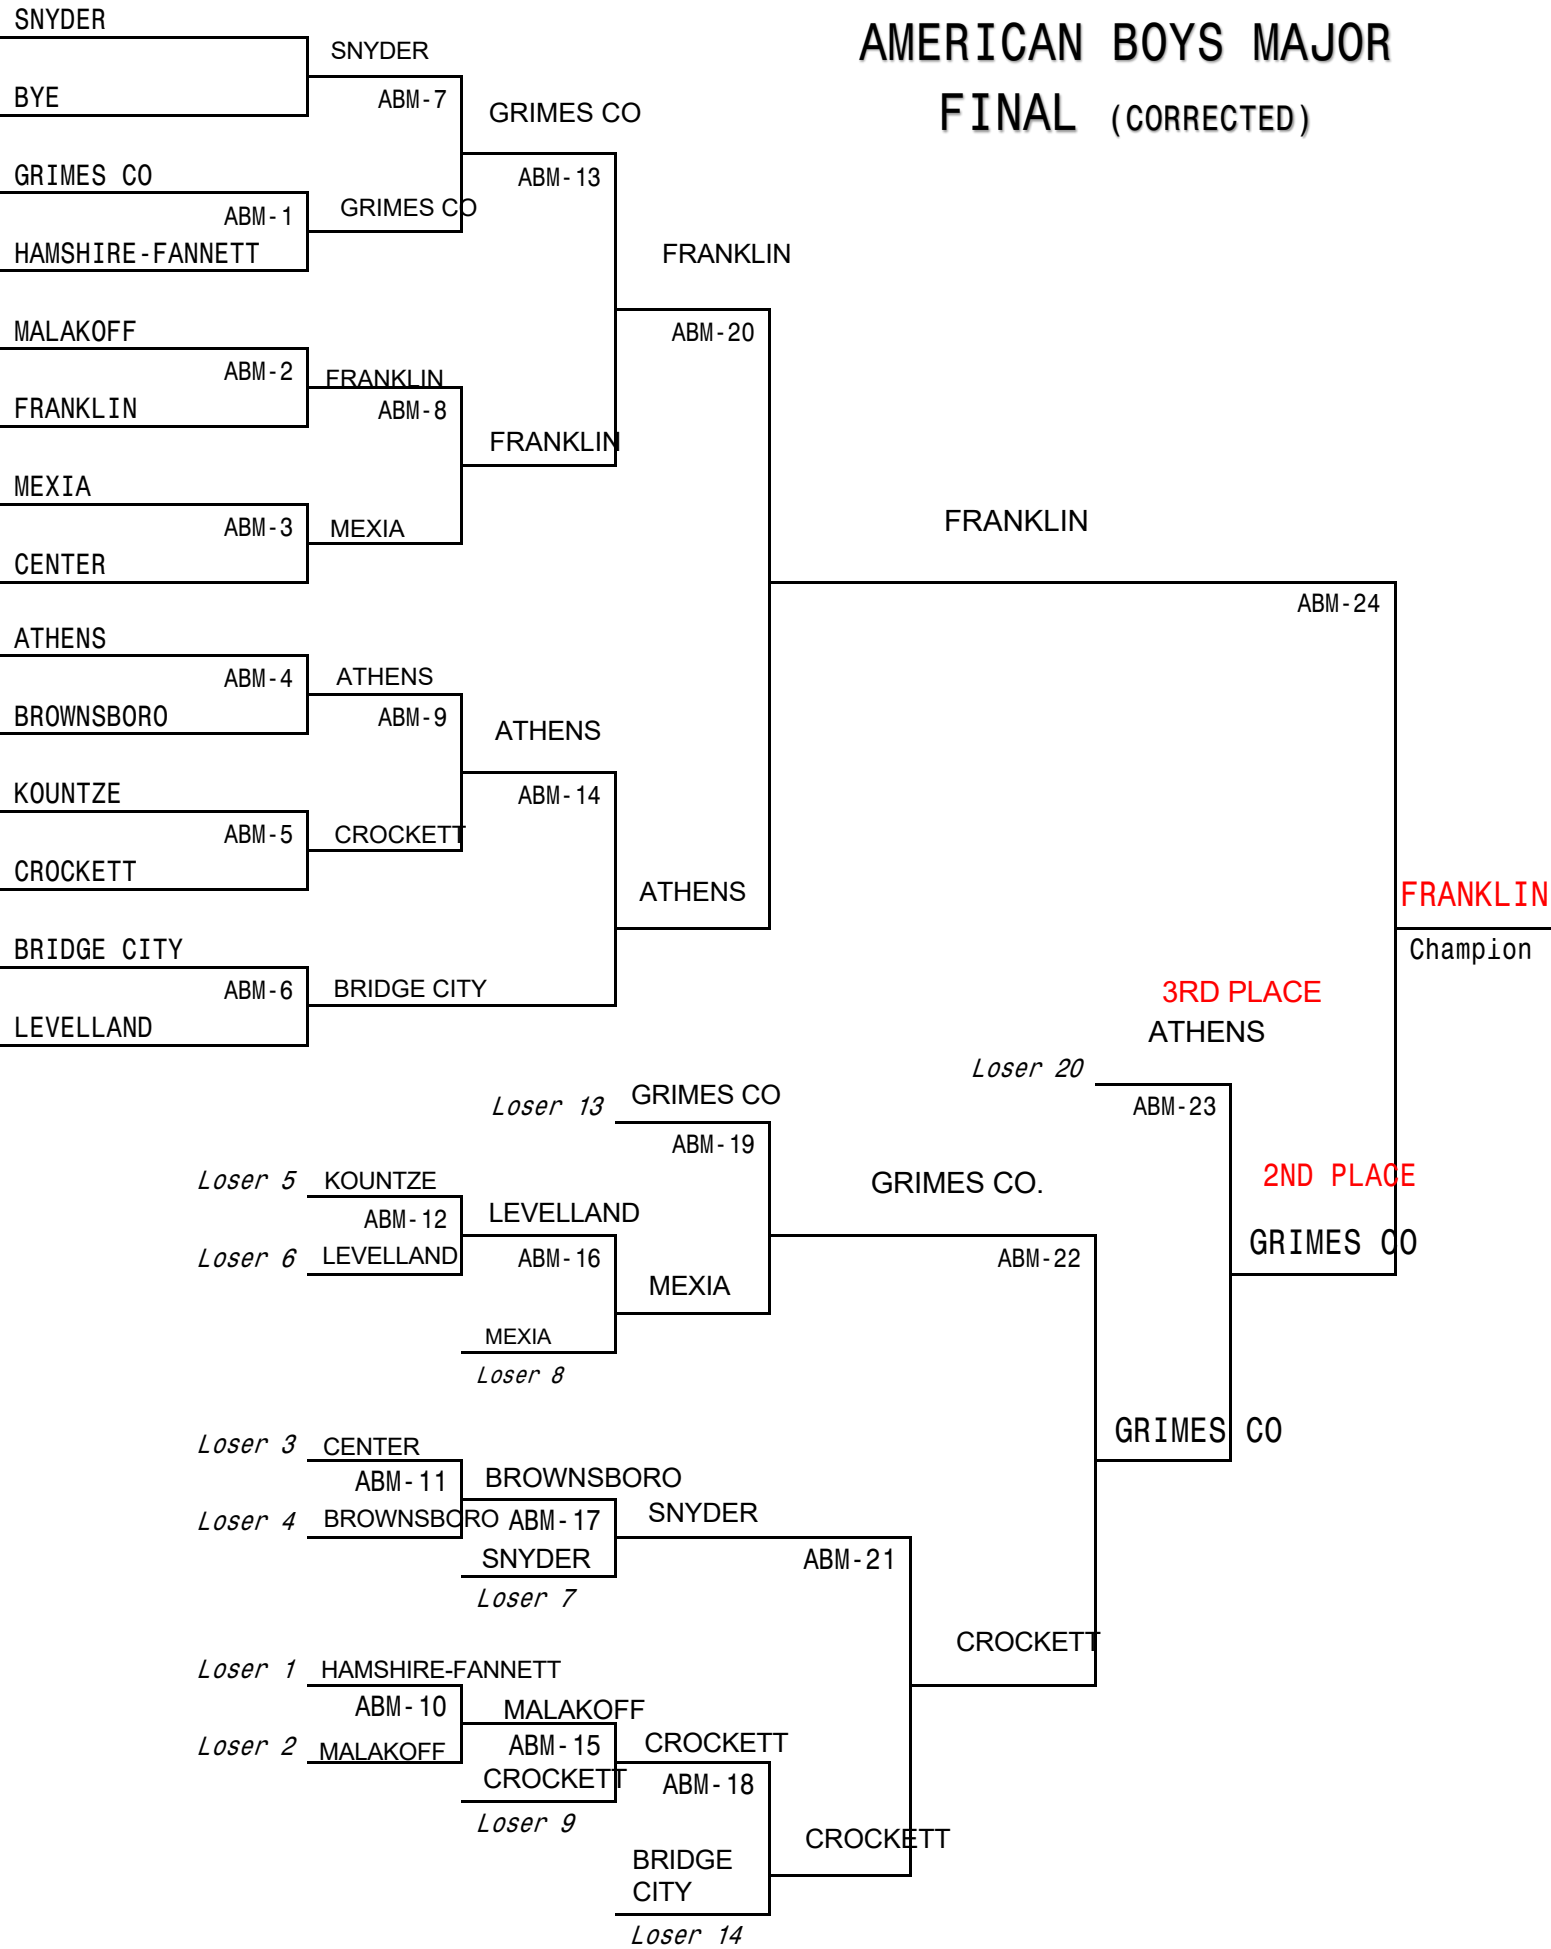 SNYDER
AMERICAN BOYS MAJOR
SNYDER
BYE
ABM-7
GRIMES CO
FINAL (CORRECTED)
GRIMES CO
ABM-13
ABM-1
GRIMES CO
HAMSHIRE-FANNETT
FRANKLIN
MALAKOFF
ABM-20
ABM-2
FRANKLIN
FRANKLIN
ABM-8
FRANKLIN
MEXIA
FRANKLIN
ABM-3
MEXIA
CENTER
ABM-24
ATHENS
ABM-4
ATHENS
BROWNSBORO
ABM-9
ATHENS
KOUNTZE
ABM-14
ABM-5
CROCKETT
CROCKETT
ATHENS
FRANKLIN
BRIDGE CITY
Champion
ABM-6
BRIDGE CITY
3RD PLACE
LEVELLAND
ATHENS
Loser 20
GRIMES CO
Loser 13
ABM-23
ABM-19
Loser 5
KOUNTZE
GRIMES CO.
2ND PLACE
ABM-12
LEVELLAND
GRIMES CO
Loser 6
LEVELLAND
ABM-16
ABM-22
MEXIA
MEXIA
Loser 8
GRIMES CO
Loser 3
CENTER
ABM-11
BROWNSBORO
Loser 4
BROWNSBORO
ABM-17
SNYDER
SNYDER
ABM-21
Loser 7
CROCKETT
Loser 1
HAMSHIRE-FANNETT
ABM-10
MALAKOFF
Loser 2
MALAKOFF
ABM-15
CROCKETT
CROCKETT
ABM-18
Loser 9
CROCKETT
BRIDGE
CITY
Loser 14